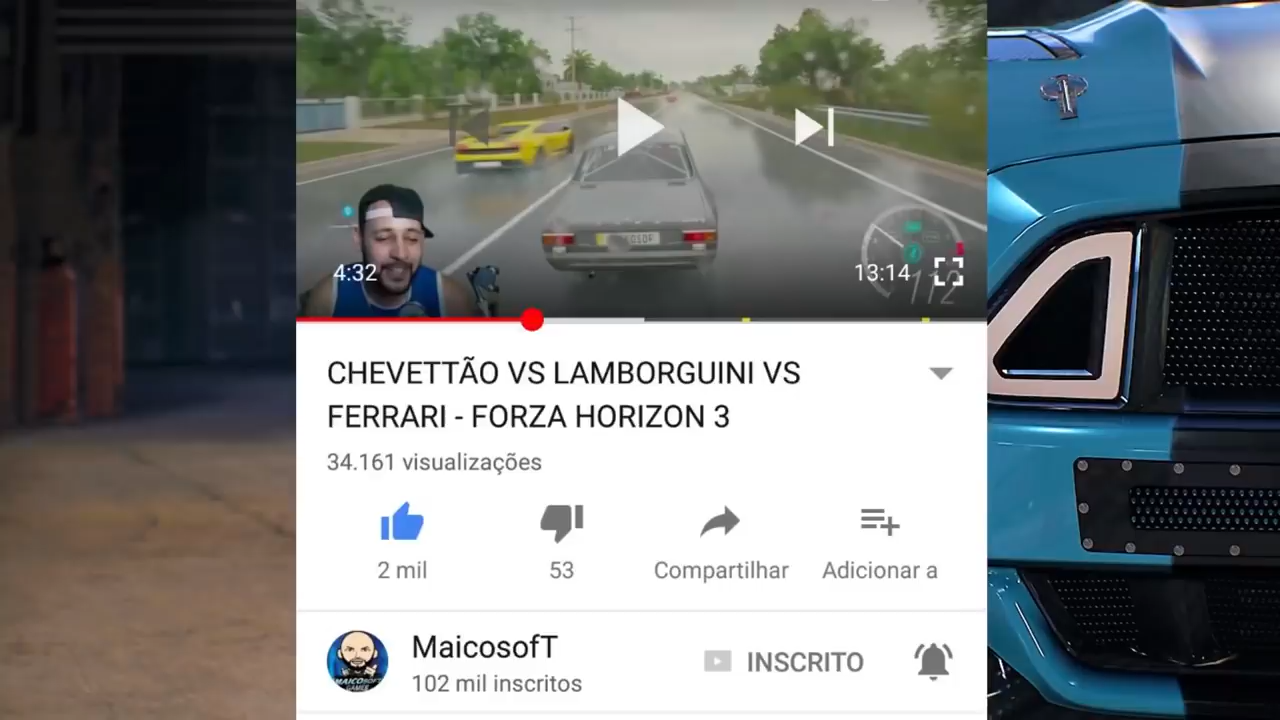 4:32
13:14
112
CHEVETTÃO VS LAMBORGUINI VS
FERRARI - FORZA HORIZON 3
34.161 visualizações
2 mil
53
Compartilhar
Adicionar a
MaicosofT
102 mil inscritos
INSCRITO